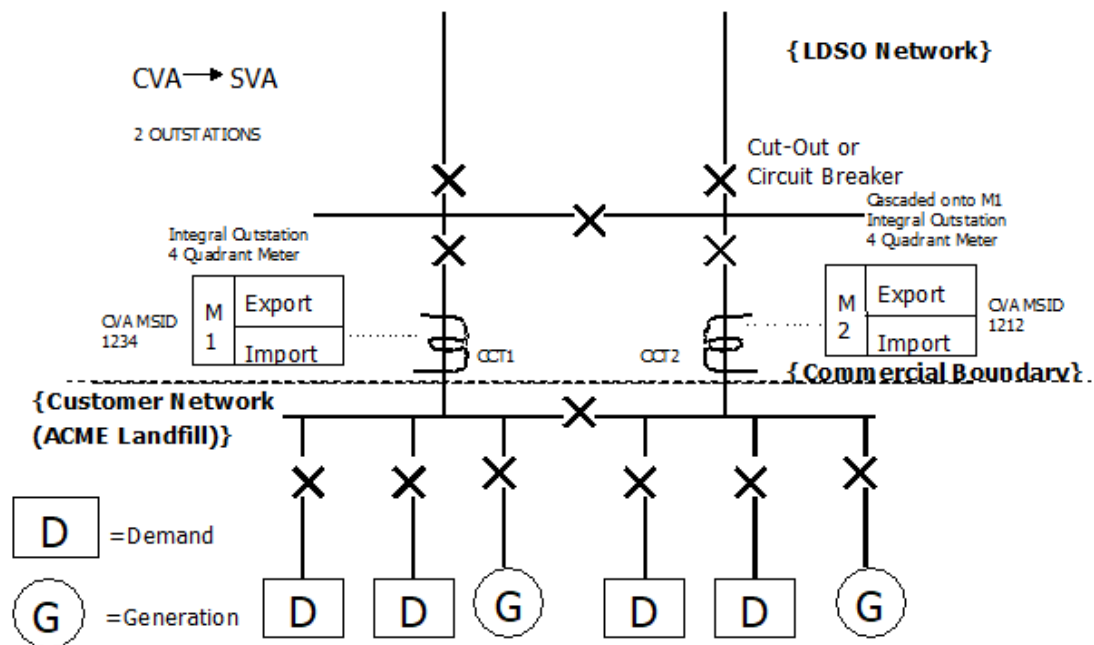 {LDSO Network}
CVA → SVA
2 OUTSTATIONS
Cut-Out or
Circuit Breaker
Cascaded onto M1
Integral Outstation
4 Quadrant Meter
Integral Outstation
4 Quadrant Meter
CVA MSID
1234
M
1
Export
Import
CCT1
CCT2
M
2
Export
Import
CVA MSID
1212
{Commercial Boundary}
{Customer Network
(ACME Landfill)}
D =Demand
G =Generation
D D G D D G